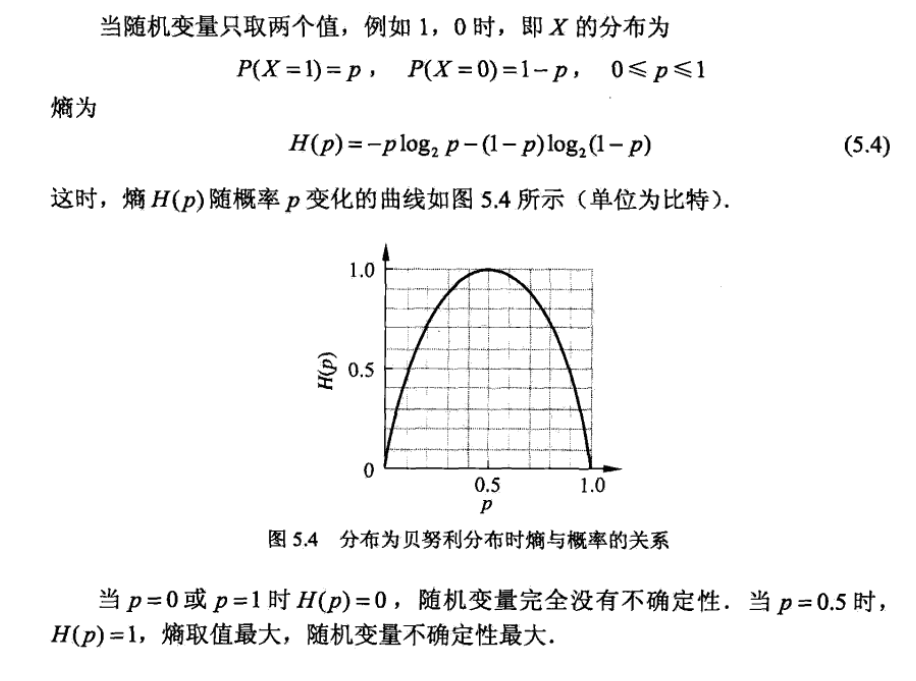 当随机变量只取两个值，例如 1，0 时，即 X 的分布为
P(X=1)=p， P(X=0)=1-p， 0≤p≤1
熵为
H(p)=-p log₂ p-(1-p) log₂(1-p) (5.4)
这时，熵 H(p) 随概率 p 变化的曲线如图 5.4 所示（单位为比特）.
1.0
H(p)
0.5
0
0.5
1.0
p
图 5.4 分布为贝努利分布时熵与概率的关系
当 p=0 或 p=1 时 H(p)=0，随机变量完全没有不确定性. 当 p=0.5 时，
H(p)=1，熵取值最大，随机变量不确定性最大.